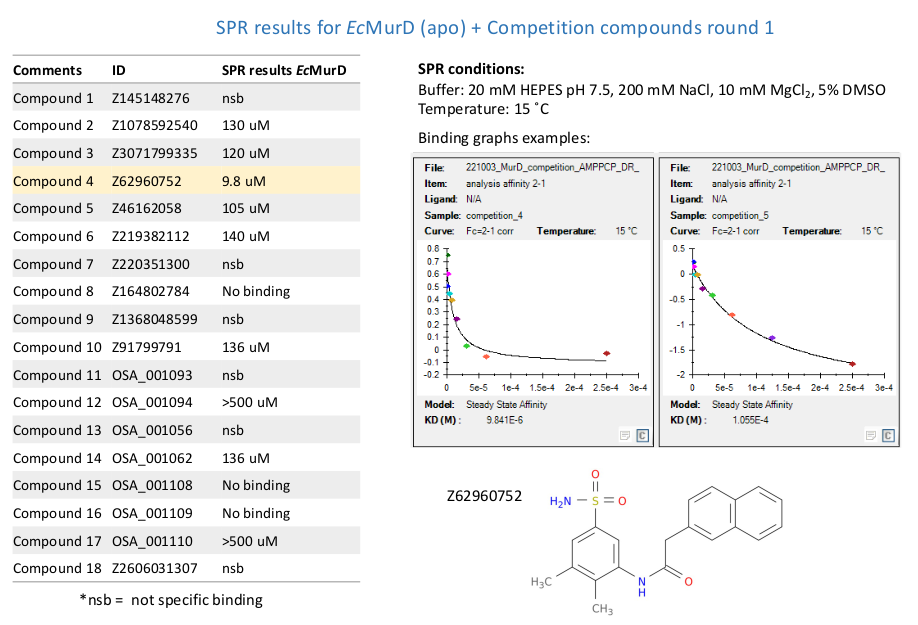 SPR results for EcMurD (apo) + Competition compounds round 1
Comments ID SPR results EcMurD
Compound 1 Z145148276 nsb
Compound 2 Z1078592540 130 uM
Compound 3 Z3071799335 120 uM
Compound 4 Z62960752 9.8 uM
Compound 5 Z46162058 105 uM
Compound 6 Z219382112 140 uM
Compound 7 Z220351300 nsb
Compound 8 Z164802784 No binding
Compound 9 Z1368048599 nsb
Compound 10 Z91799791 136 uM
Compound 11 OSA_001093 nsb
Compound 12 OSA_001094 >500 uM
Compound 13 OSA_001056 nsb
Compound 14 OSA_001062 136 uM
Compound 15 OSA_001108 No binding
Compound 16 OSA_001109 No binding
Compound 17 OSA_001110 >500 uM
Compound 18 Z2606031307 nsb
*nsb = not specific binding
SPR conditions:
Buffer: 20 mM HEPES pH 7.5, 200 mM NaCl, 10 mM MgCl₂, 5% DMSO
Temperature: 15 ˚C
Binding graphs examples:
File: 221003_MurD_competition_AMPPCP_DR_
Item: analysis affinity 2-1
Ligand: N/A
Sample: competition_4
Curve: Fc=2-1 corr Temperature: 15 °C
0.8
0.7
0.6
0.5
0.4
0.3
0.2
0.1
0
-0.1
-0.2
0 5e-5 1e-4 1.5e-4 2e-4 2.5e-4 3e-4
Model: Steady State Affinity
KD (M) : 9.841E-6
C
File: 221003_MurD_competition_AMPPCP_DR_
Item: analysis affinity 2-1
Ligand: N/A
Sample: competition_5
Curve: Fc=2-1 corr Temperature: 15 °C
0.5
0
-0.5
-1
-1.5
-2
0 5e-5 1e-4 1.5e-4 2e-4 2.5e-4 3e-4
Model: Steady State Affinity
KD (M) : 1.055E-4
C
Z62960752
O
H₂N S O
H₃C N O
H
CH₃